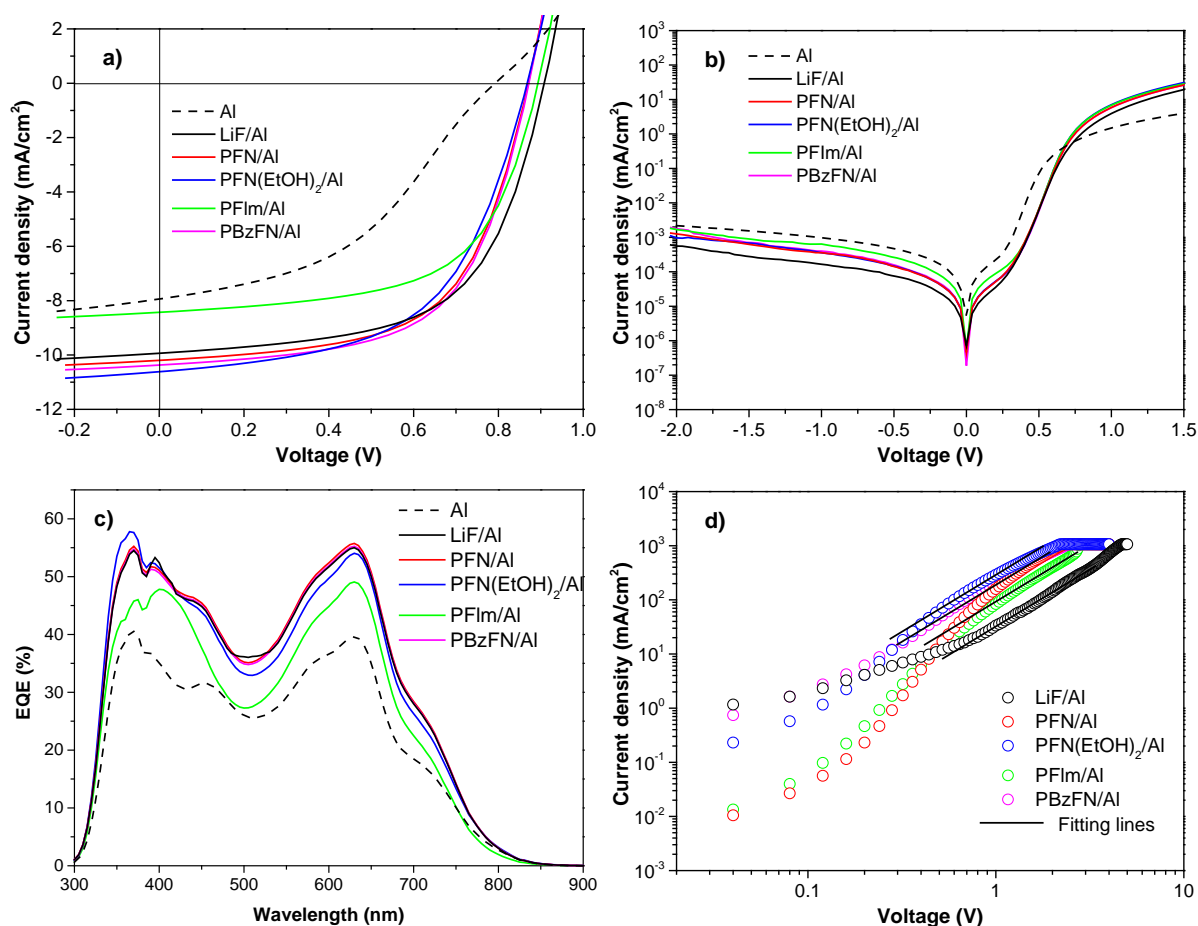 a)
Current density (mA/cm²)
2
0
-2
-4
-6
-8
-10
-12
Al
LiF/Al
PFN/Al
PFN(EtOH)₂/Al
PFIm/Al
PBzFN/Al
-0.2 0.0 0.2 0.4 0.6 0.8 1.0
Voltage (V)
b)
Current density (mA/cm²)
10³
10²
10¹
10⁰
10⁻¹
10⁻²
10⁻³
10⁻⁴
10⁻⁵
10⁻⁶
10⁻⁷
10⁻⁸
10⁻⁹
Al
LiF/Al
PFN/Al
PFN(EtOH)₂/Al
PFIm/Al
PBzFN/Al
-2.0 -1.5 -1.0 -0.5 0.0 0.5 1.0 1.5
Voltage (V)
c)
EQE (%)
60
50
40
30
20
10
0
Al
LiF/Al
PFN/Al
PFN(EtOH)₂/Al
PFIm/Al
PBzFN/Al
300 400 500 600 700 800 900
Wavelength (nm)
d)
Current density (mA/cm²)
10⁴
10³
10²
10¹
10⁰
10⁻¹
10⁻²
10⁻³
LiF/Al
PFN/Al
PFN(EtOH)₂/Al
PFIm/Al
PBzFN/Al
Fitting lines
0.1 1 10
Voltage (V)